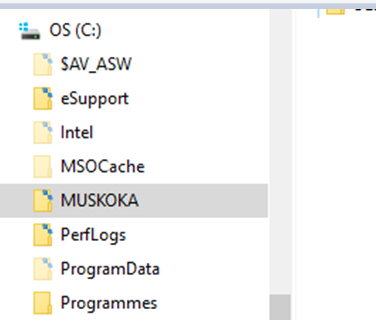 OS (C:)
$AV_ASW
eSupport
Intel
MSOCache
MUSKOKA
PerfLogs
ProgramData
Programmes